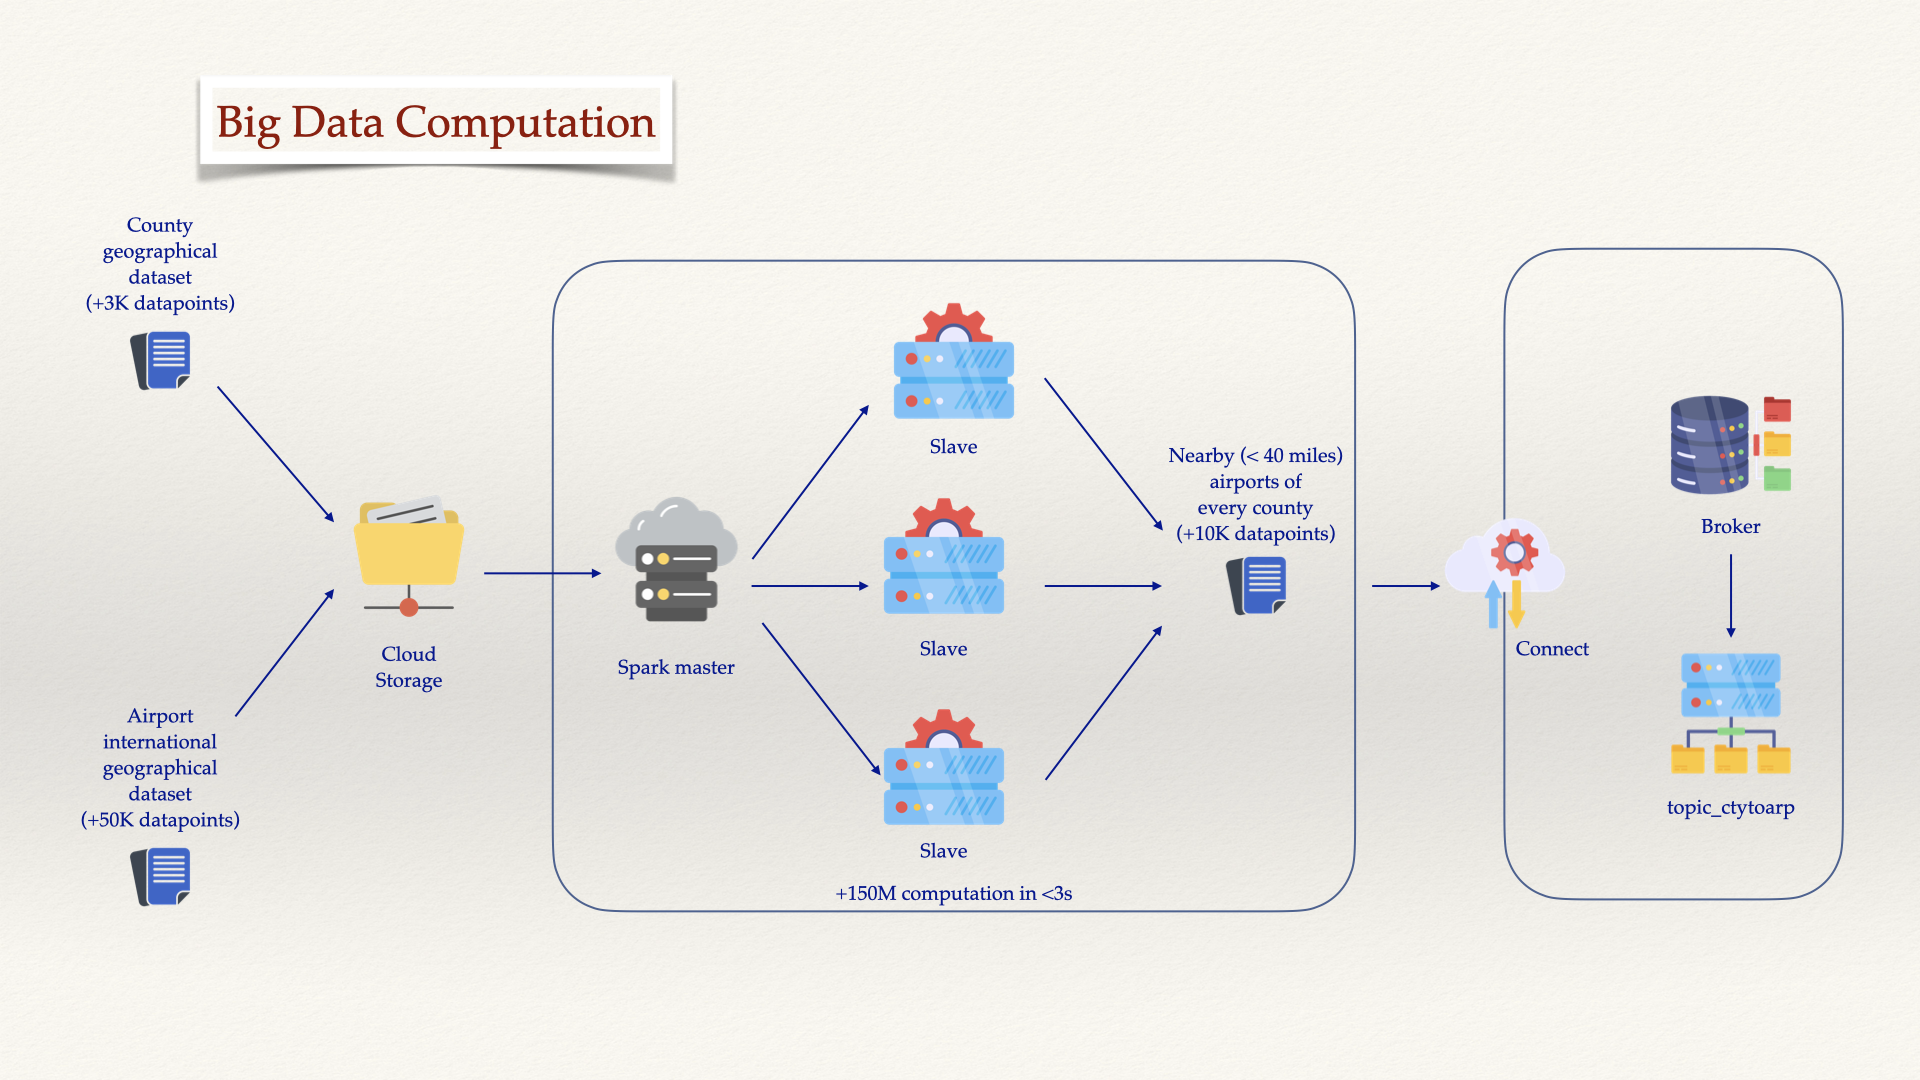 Big Data Computation
County
geographical
dataset
(+3K datapoints)
Airport
international
geographical
dataset
(+50K datapoints)
Cloud
Storage
Spark master
Slave
Slave
Slave
+150M computation in <3s
Nearby (< 40 miles)
airports of
every county
(+10K datapoints)
Connect
Broker
topic_ctytoarp